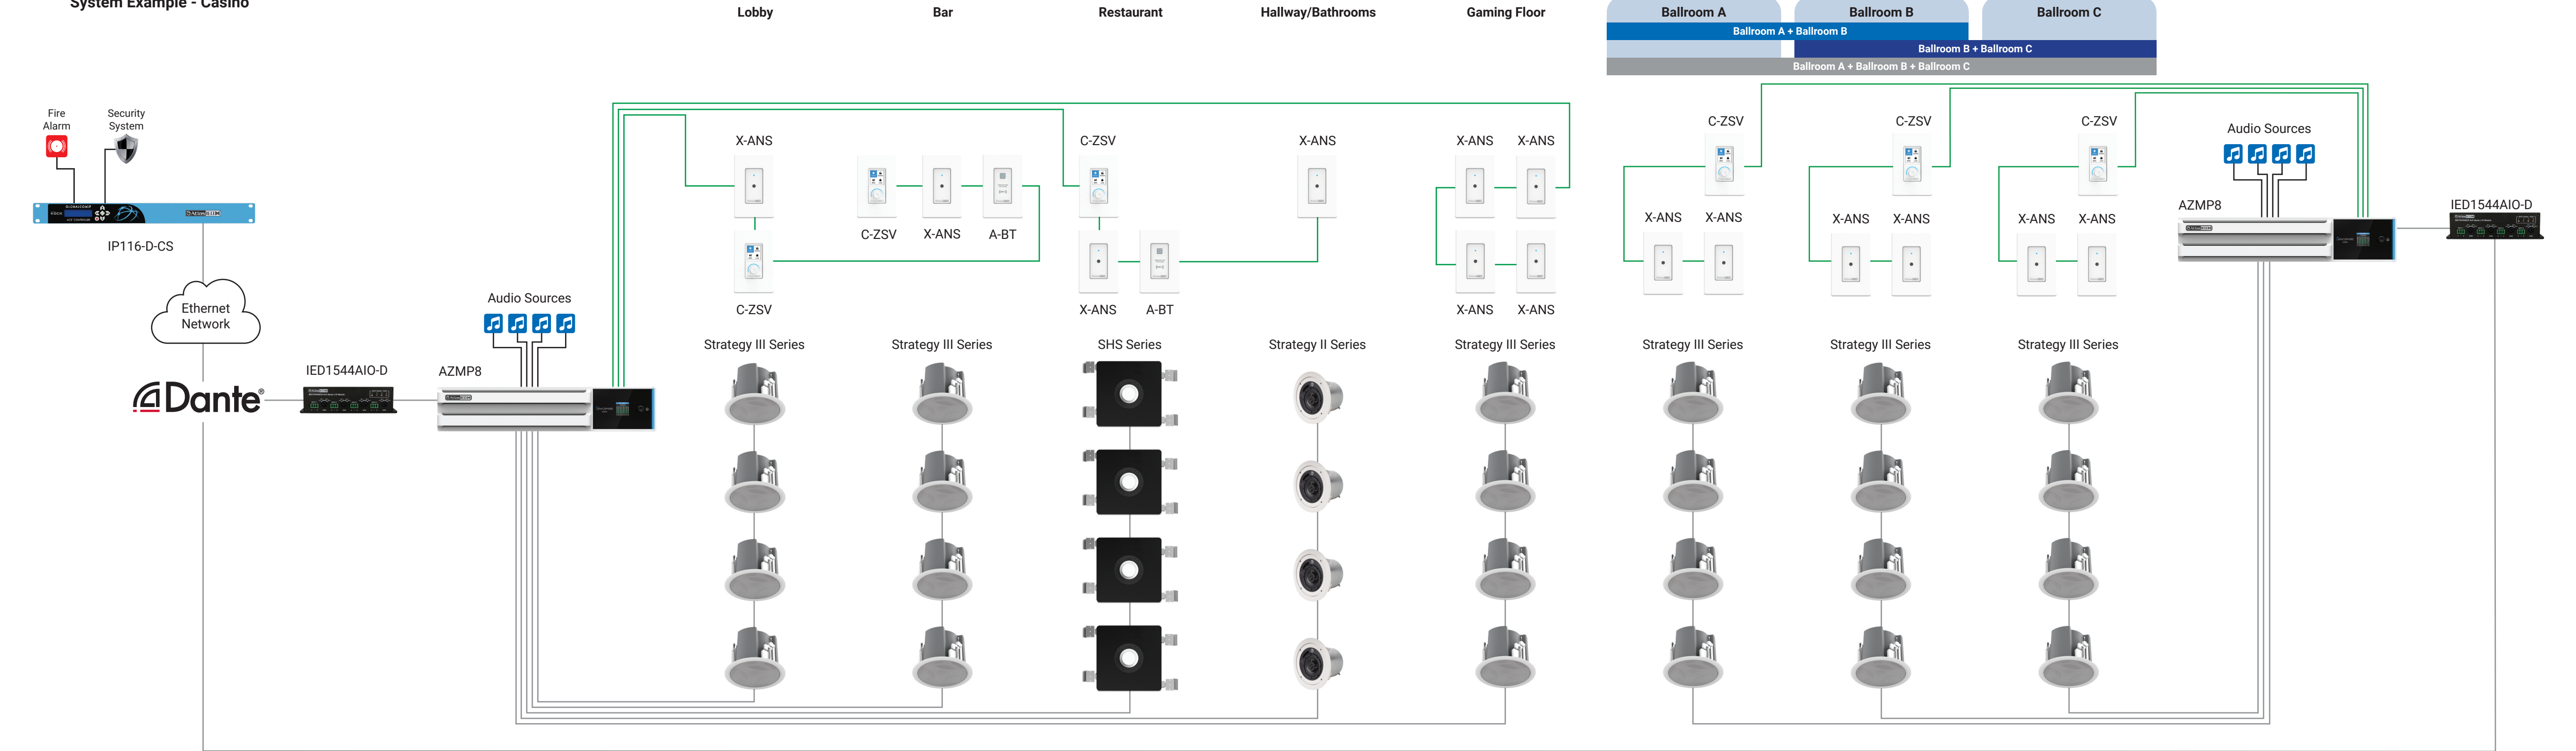 System Example - Casino
Lobby
Bar
Restaurant
Hallway/Bathrooms
Gaming Floor
Ballroom A
Ballroom B
Ballroom C
Ballroom A + Ballroom B
Ballroom B + Ballroom C
Ballroom A + Ballroom B + Ballroom C
Fire
Alarm
Security
System
IP116-D-CS
Ethernet
Network
Dante®
IED1544AIO-D
Audio Sources
AZMP8
X-ANS
C-ZSV
C-ZSV
X-ANS
A-BT
C-ZSV
X-ANS
A-BT
X-ANS
X-ANS
X-ANS
X-ANS
X-ANS
C-ZSV
X-ANS
X-ANS
C-ZSV
X-ANS
X-ANS
C-ZSV
X-ANS
X-ANS
Audio Sources
AZMP8
IED1544AIO-D
Strategy III Series
Strategy III Series
SHS Series
Strategy II Series
Strategy III Series
Strategy III Series
Strategy III Series
Strategy III Series